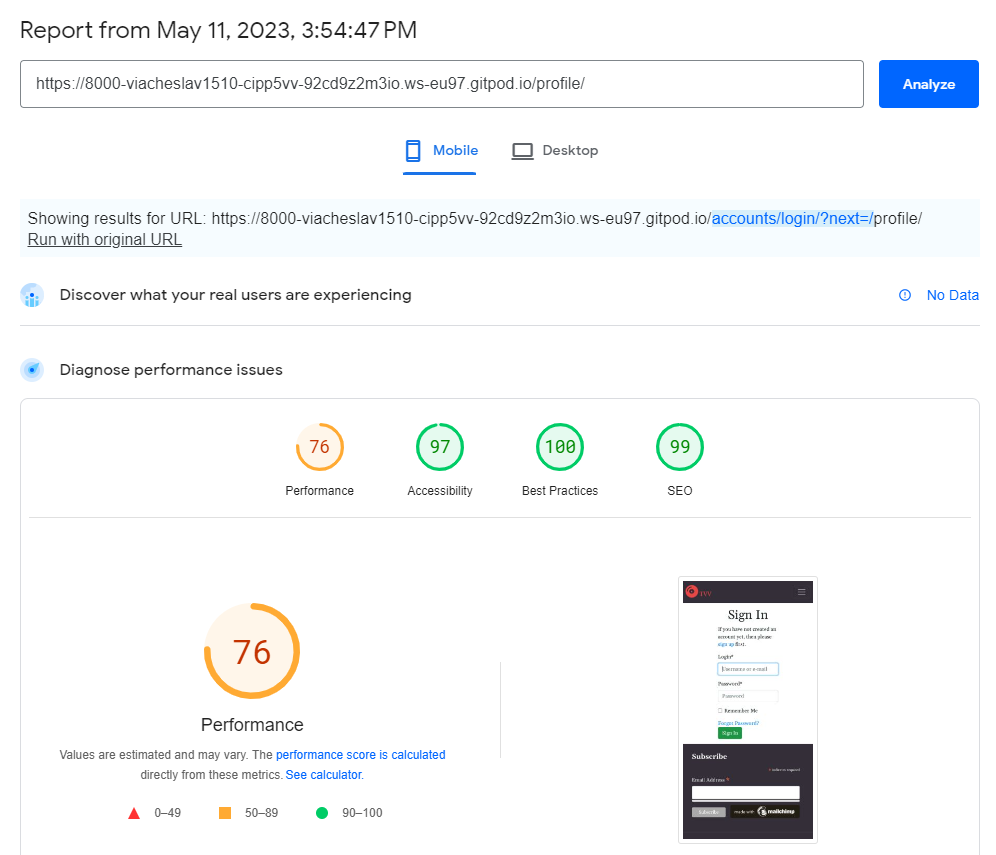 Report from May 11, 2023, 3:54:47 PM
https://8000-viacheslav1510-cipp5vv-92cd9z2m3io.ws-eu97.gitpod.io/profile/
Analyze
Mobile
Desktop
Showing results for URL: https://8000-viacheslav1510-cipp5vv-92cd9z2m3io.ws-eu97.gitpod.io/accounts/login/?next=/profile/
Run with original URL
Discover what your real users are experiencing
No Data
Diagnose performance issues
76
97
100
99
Performance
Accessibility
Best Practices
SEO
76
Performance
Values are estimated and may vary. The performance score is calculated
directly from these metrics. See calculator.
0–49
50–89
90–100
Sign In
If you have not created an
account yet, then please
sign up first.
Login*
Username or e-mail
Password*
Password
Remember Me
Forgot Password?
Sign In
Subscribe
* indicates required
Email Address *
Subscribe
made with
mailchimp